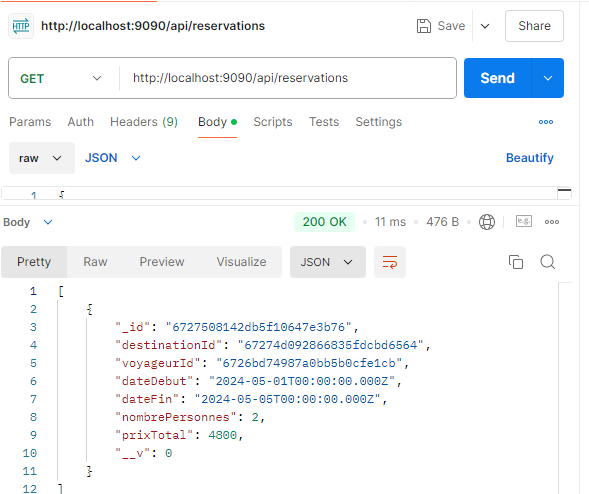 HTTP http://localhost:9090/api/reservations Save Share
GET http://localhost:9090/api/reservations Send
Params Auth Headers (9) Body Scripts Tests Settings
raw JSON Beautify
1 {
Body 200 OK 11 ms 476 B e.g.
Pretty Raw Preview Visualize JSON
1 [
2 {
3 "_id": "6727508142db5f10647e3b76",
4 "destinationId": "67274d092866835fdcbd6564",
5 "voyageurId": "6726bd74987a0bb5b0cfe1cb",
6 "dateDebut": "2024-05-01T00:00:00.000Z",
7 "dateFin": "2024-05-05T00:00:00.000Z",
8 "nombrePersonnes": 2,
9 "prixTotal": 4800,
10 "__v": 0
11 }
12 ]